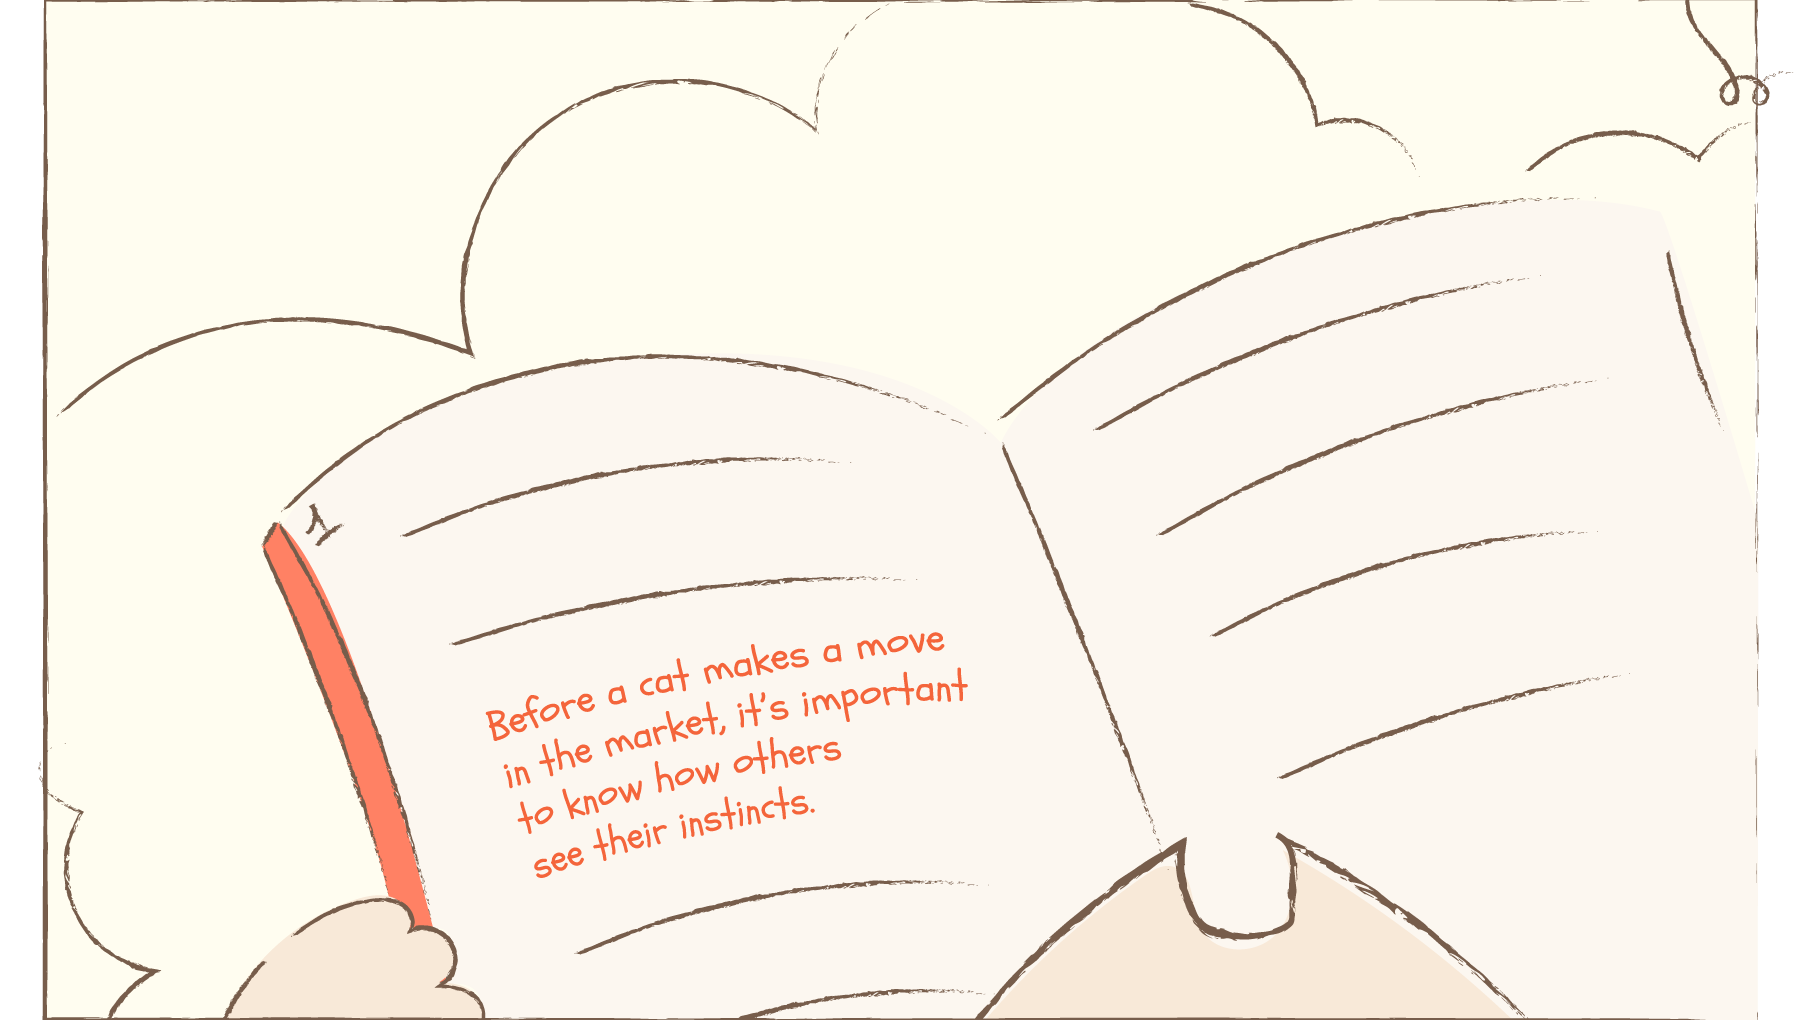 1
Before a cat makes a move
in the market, it's important
to know how others
see their instincts.